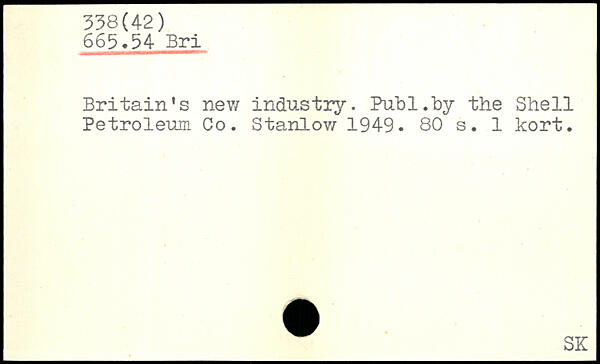 338(42)
665.54 Bri
Britain's new industry. Publ.by the Shell
Petroleum Co. Stanlow 1949. 80 s. 1 kort.
SK